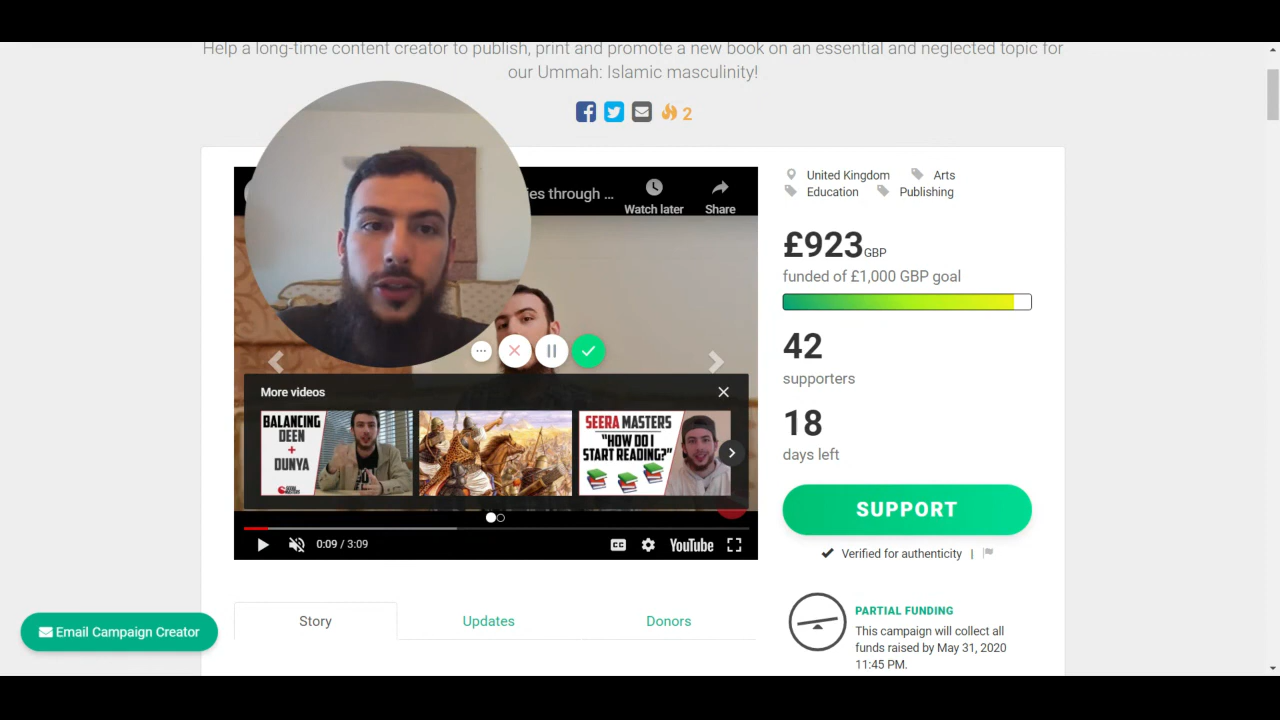 Help a long-time content creator to publish, print and promote a new book on an essential and neglected topic for
our Ummah: Islamic masculinity!
2
ies through ...
Watch later
Share
United Kingdom
Arts
Education
Publishing
£923GBP
funded of £1,000 GBP goal
42
supporters
18
days left
SUPPORT
Verified for authenticity |
PARTIAL FUNDING
This campaign will collect all
funds raised by May 31, 2020
11:45 PM.
More videos
BALANCING
DEEN
+
DUNYA
SEERA
MASTERS
SEERA MASTERS
"HOW DO I
START READING?"
0:09 / 3:09
CC
YouTube
Story
Updates
Donors
Email Campaign Creator